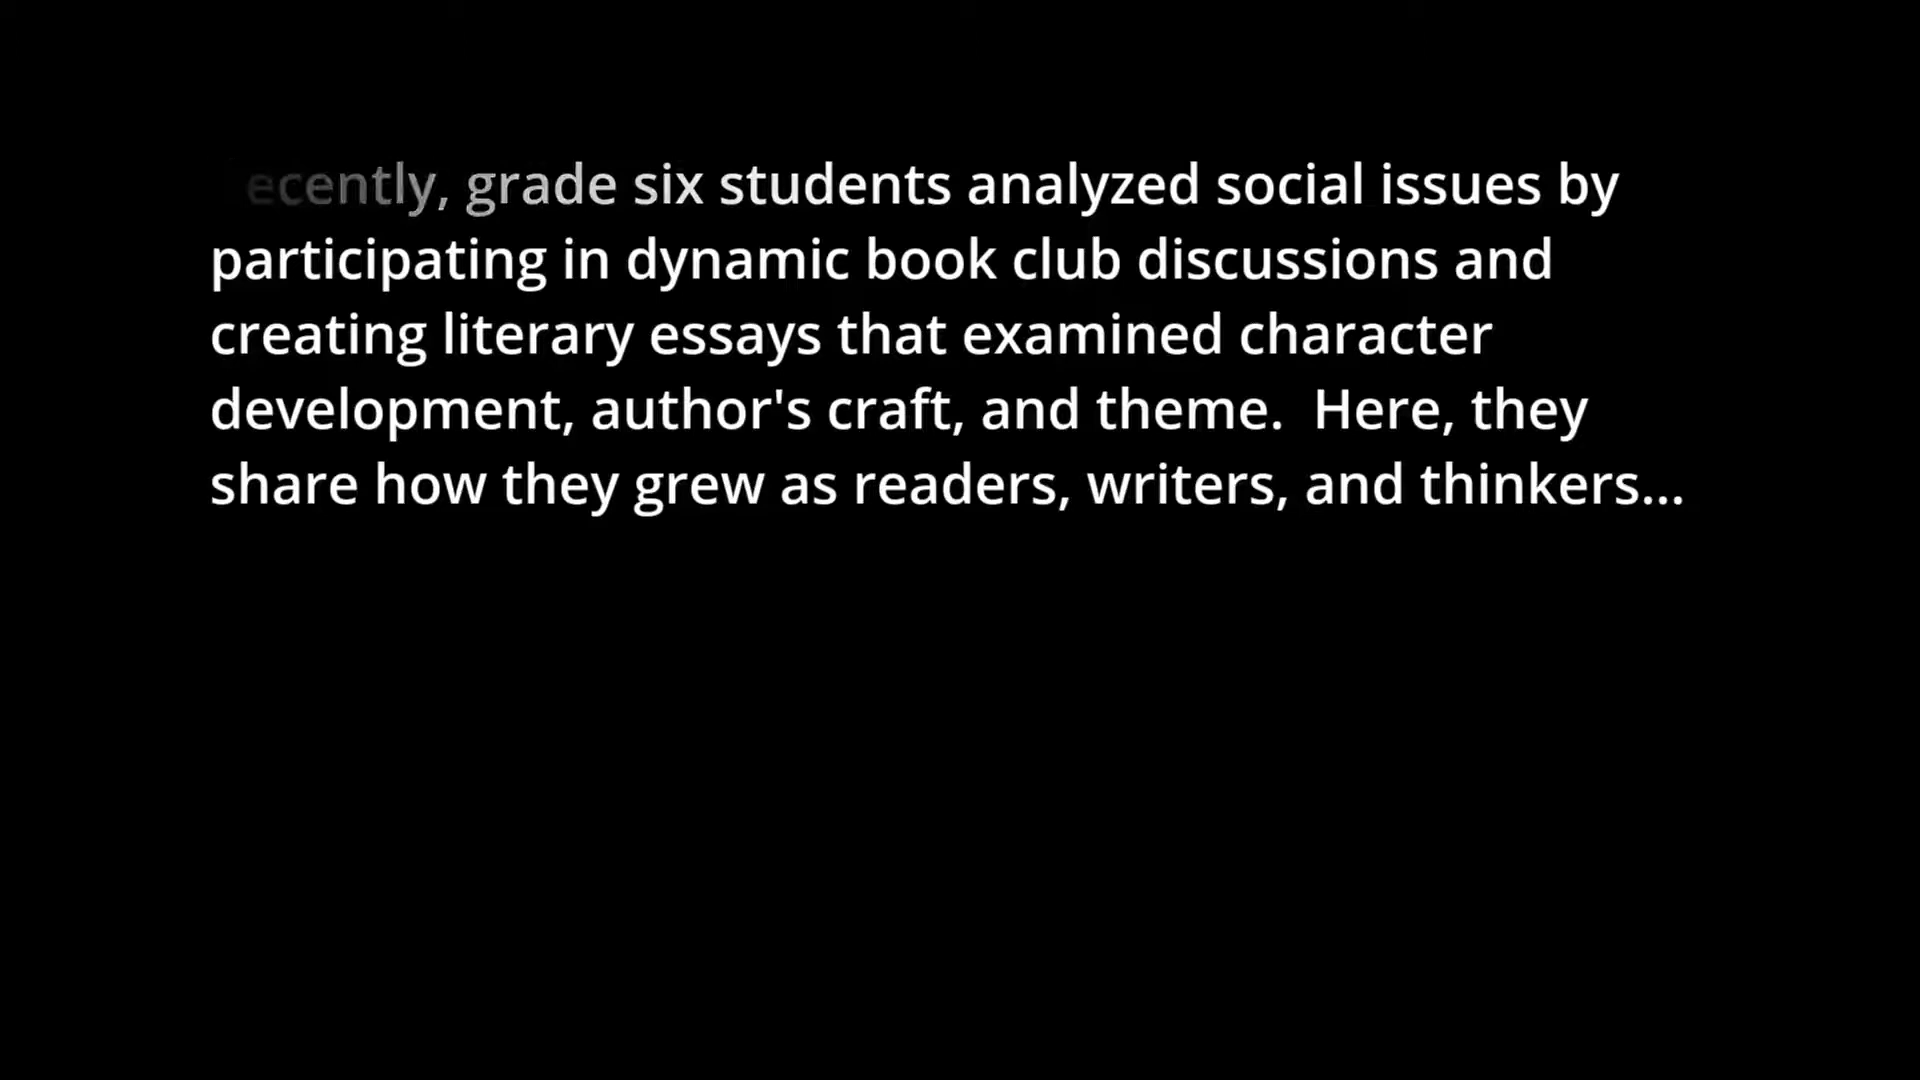 Recently, grade six students analyzed social issues by
participating in dynamic book club discussions and
creating literary essays that examined character
development, author's craft, and theme.  Here, they
share how they grew as readers, writers, and thinkers...